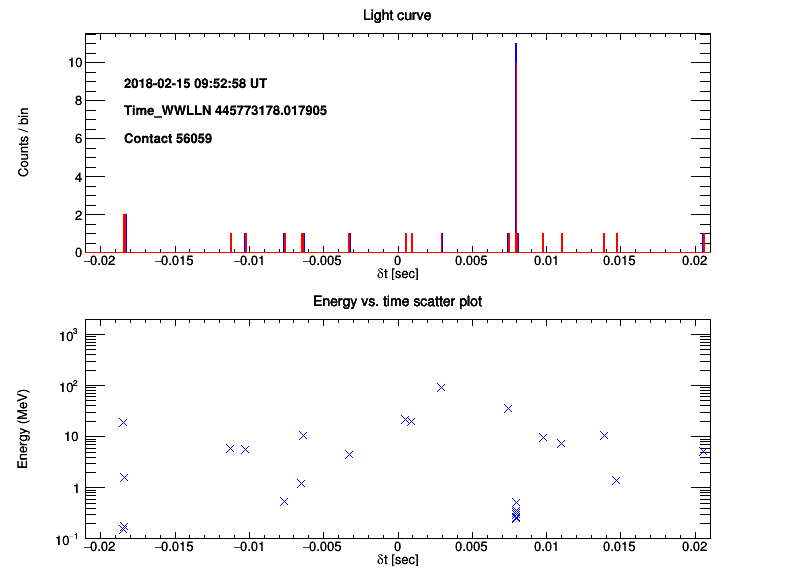 Light curve
Counts / bin
10
8
6
4
2
0
2018-02-15 09:52:58 UT
Time_WWLLN 445773178.017905
Contact 56059
−0.02 −0.015 −0.01 −0.005 0 0.005 0.01 0.015 0.02
δt [sec]
Energy vs. time scatter plot
Energy (MeV)
10³
10²
10
1
10⁻¹
−0.02 −0.015 −0.01 −0.005 0 0.005 0.01 0.015 0.02
δt [sec]